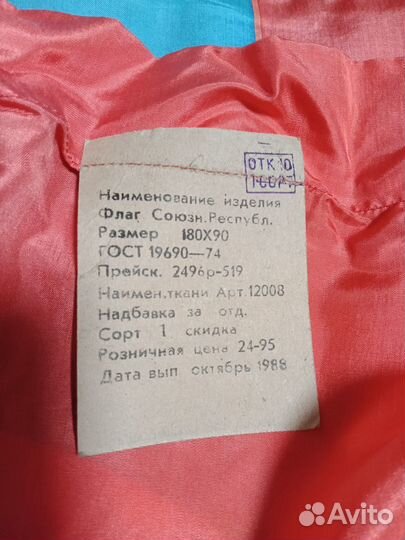 ОТК 10
Наименование изделия
Флаг Союзн.Республ.
Размер 180Х90
ГОСТ 19690—74
Прейск. 2496р-519
Наимен.ткани Арт.12008
Надбавка за отд.
Сорт 1 скидка
Розничная цена 24-95
Дата вып октябрь 1988
Avito